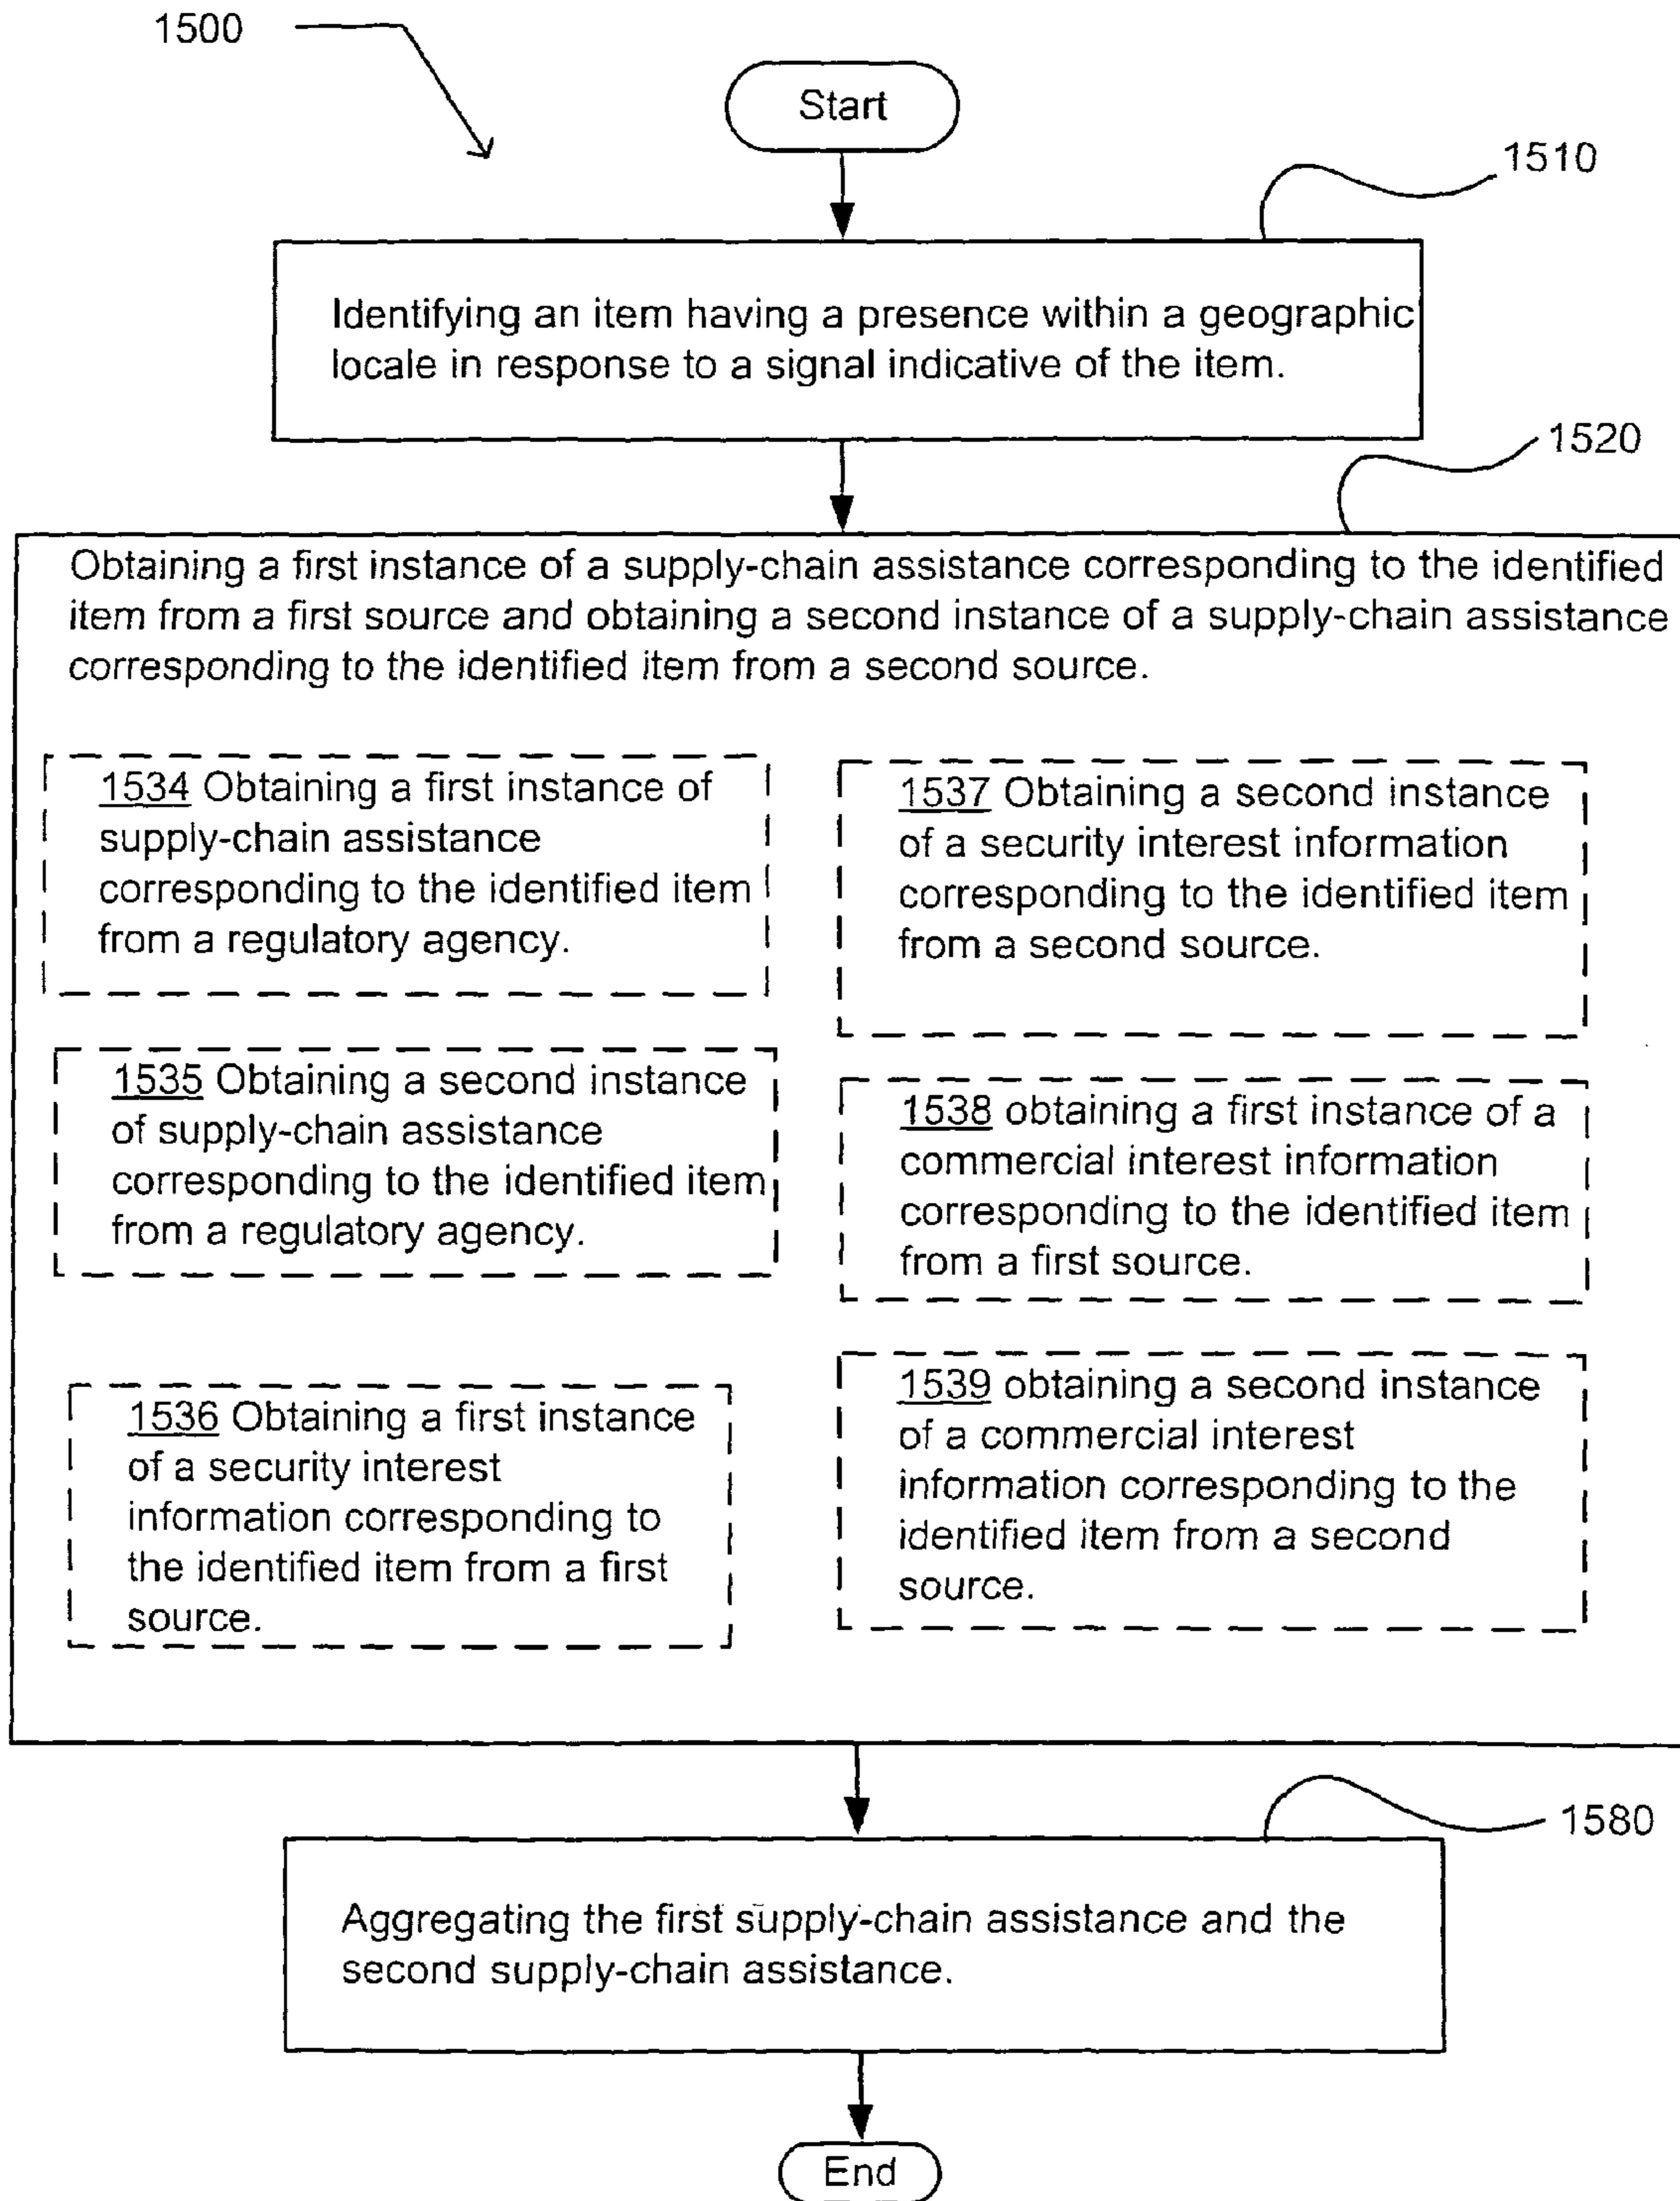 1500
Start
1510
Identifying an item having a presence within a geographic
locale in response to a signal indicative of the item.
1520
Obtaining a first instance of a supply-chain assistance corresponding to the identified
item from a first source and obtaining a second instance of a supply-chain assistance
corresponding to the identified item from a second source.
1534 Obtaining a first instance of
supply-chain assistance
corresponding to the identified item
from a regulatory agency.
1535 Obtaining a second instance
of supply-chain assistance
corresponding to the identified item
from a regulatory agency.
1536 Obtaining a first instance
of a security interest
information corresponding to
the identified item from a first
source.
1537 Obtaining a second instance
of a security interest information
corresponding to the identified item
from a second source.
1538 obtaining a first instance of a
commercial interest information
corresponding to the identified item
from a first source.
1539 obtaining a second instance
of a commercial interest
information corresponding to the
identified item from a second
source.
1580
Aggregating the first supply-chain assistance and the
second supply-chain assistance.
End